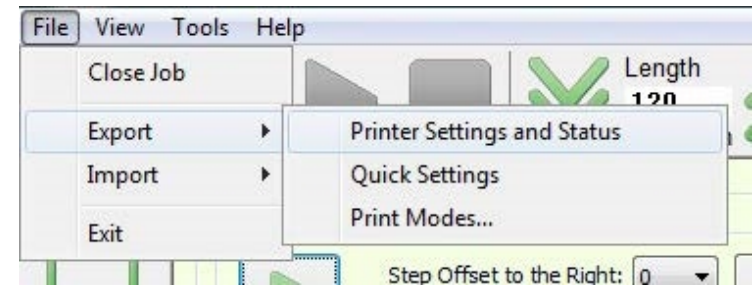 File View Tools Help
Close Job
Length
120
Export
Printer Settings and Status
Import
Quick Settings
Print Modes...
Exit
Step Offset to the Right: 0